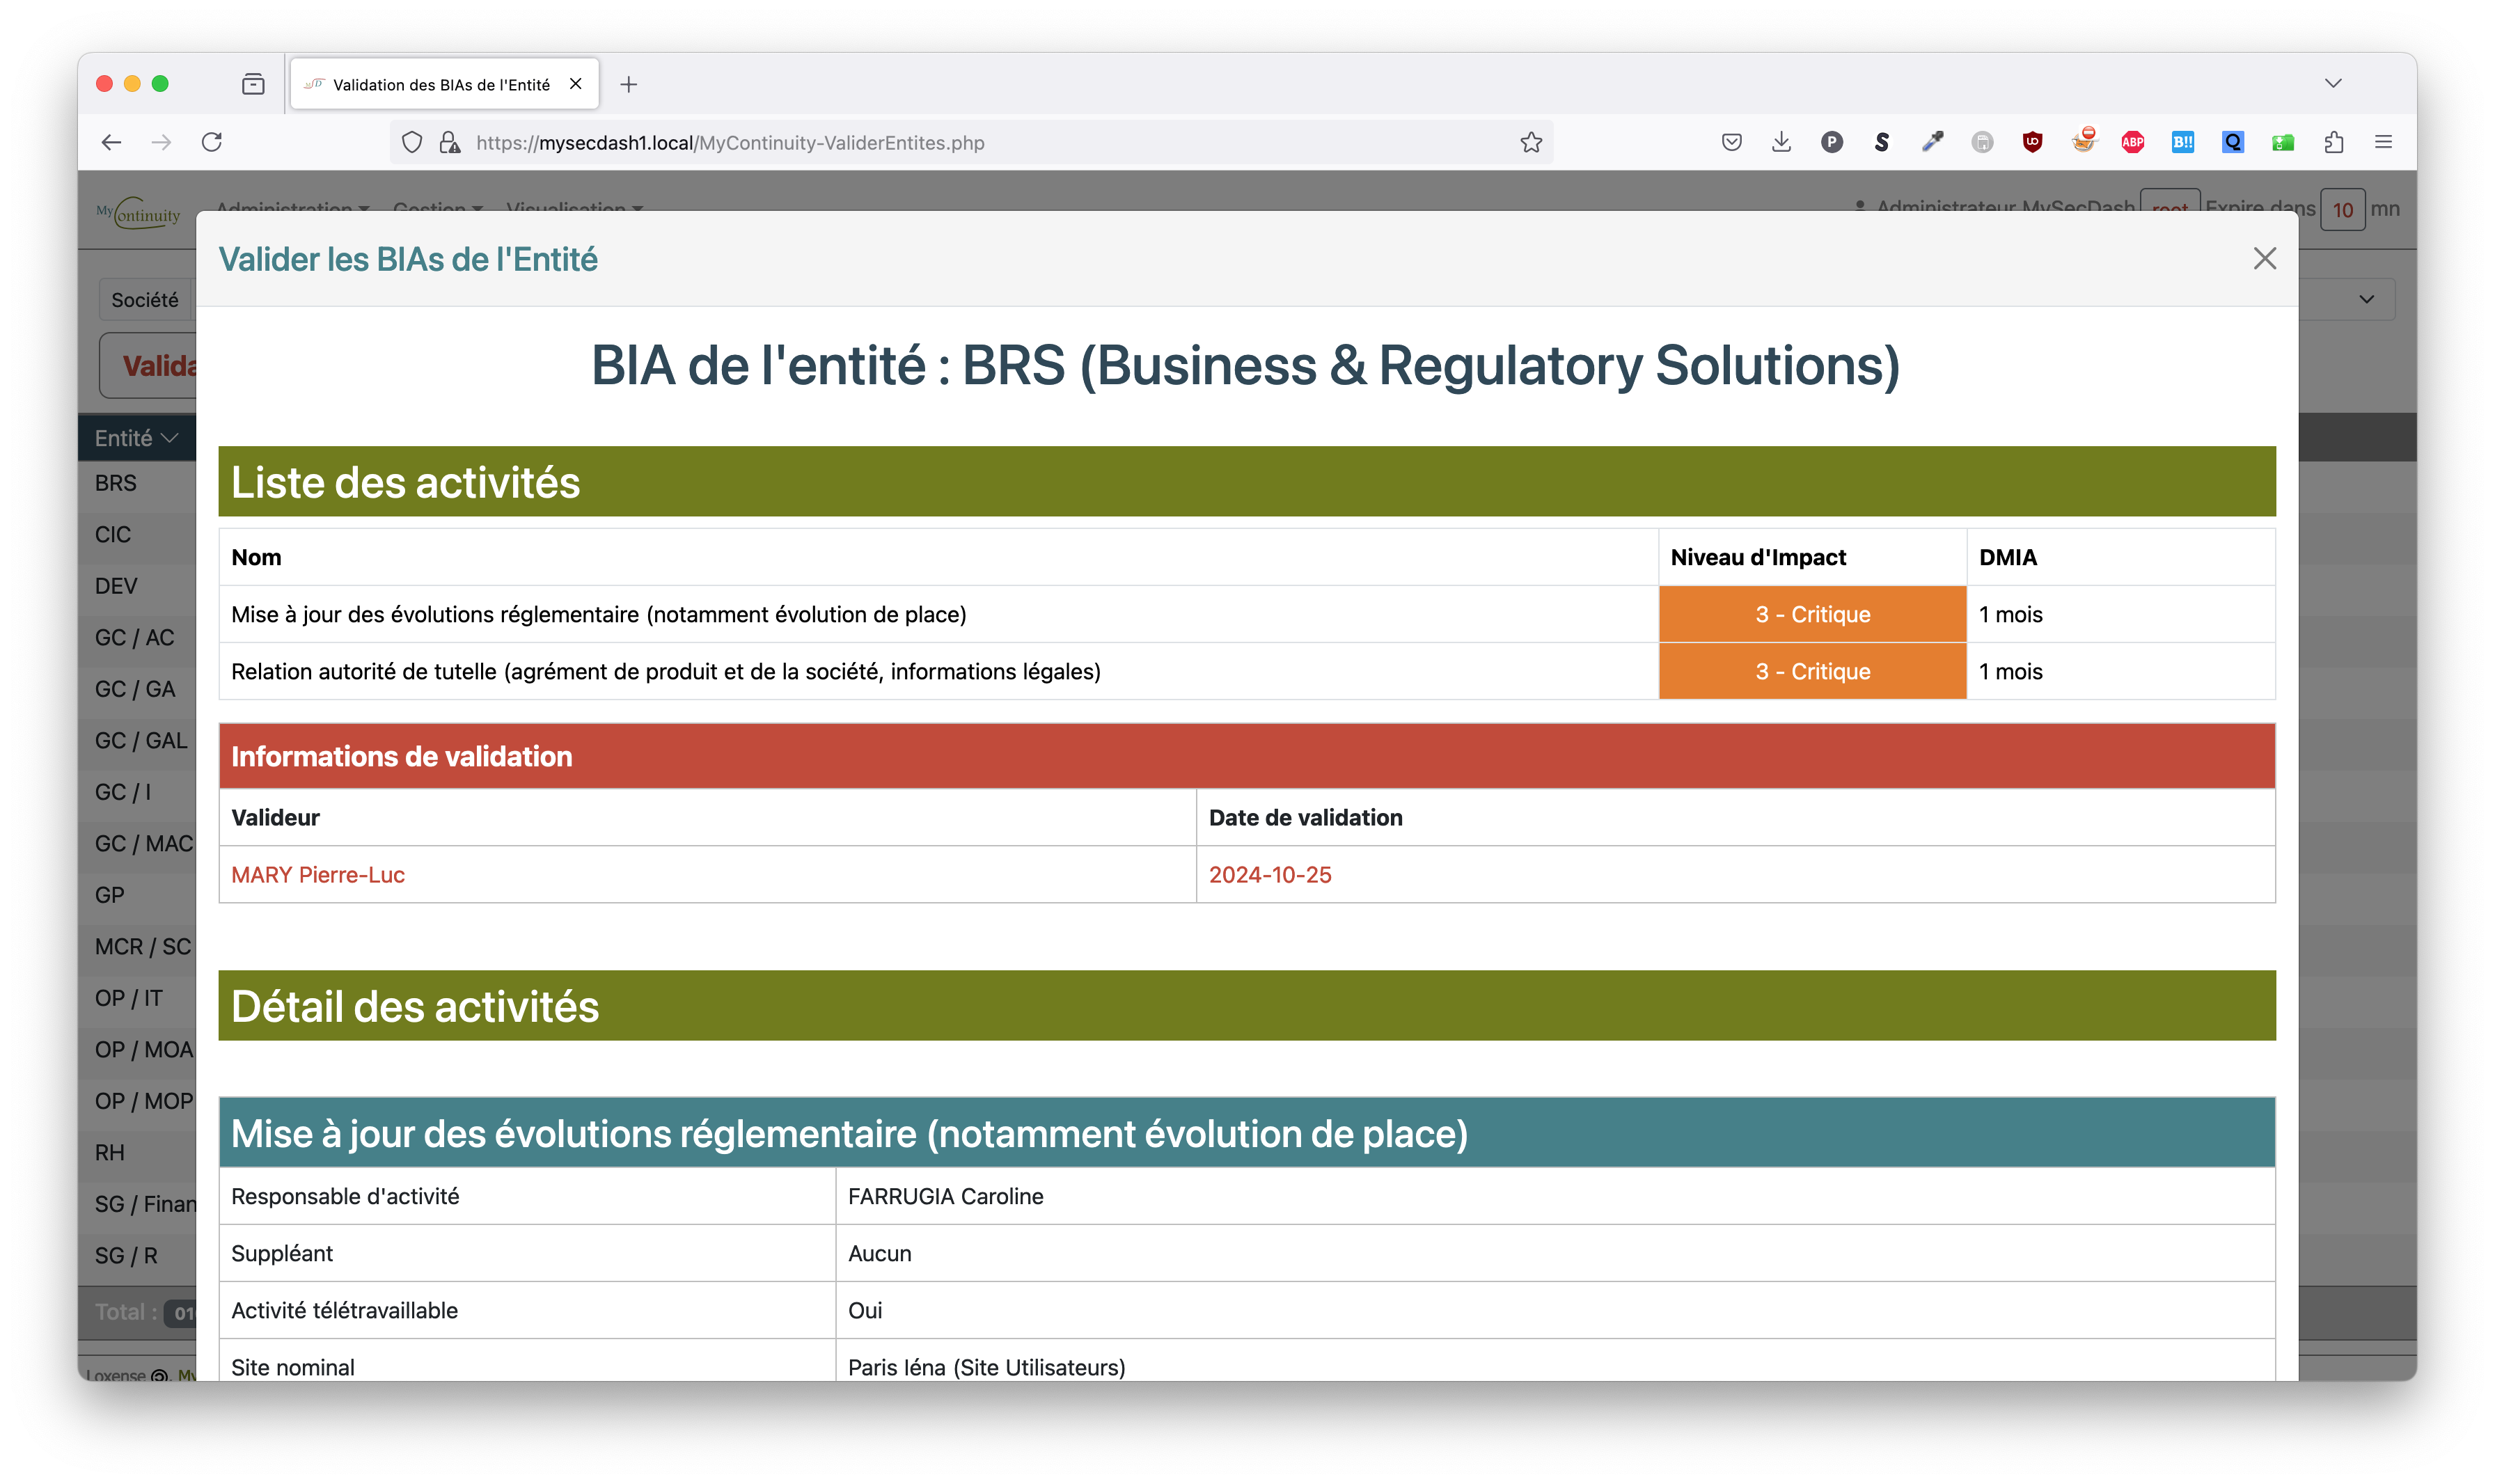 Validation des BIAs de l'Entité
https://mysecdash1.local/MyContinuity-ValiderEntites.php
MyContinuity Administration Gestion Visualisation Administrateur MySecDash root Expire dans 10 mn
Valider les BIAs de l'Entité
Société
Valida
BIA de l'entité : BRS (Business & Regulatory Solutions)
Entité
BRS
CIC
DEV
GC / AC
GC / GA
GC / GAL
GC / I
GC / MAC
GP
MCR / SC
OP / IT
OP / MOA
OP / MOP
RH
SG / Finan
SG / R
Total : 01
Loxense My
Liste des activités
Nom Niveau d'Impact DMIA
Mise à jour des évolutions réglementaire (notamment évolution de place) 3 - Critique 1 mois
Relation autorité de tutelle (agrément de produit et de la société, informations légales) 3 - Critique 1 mois
Informations de validation
Valideur Date de validation
MARY Pierre-Luc 2024-10-25
Détail des activités
Mise à jour des évolutions réglementaire (notamment évolution de place)
Responsable d'activité FARRUGIA Caroline
Suppléant Aucun
Activité télétravaillable Oui
Site nominal Paris Iéna (Site Utilisateurs)